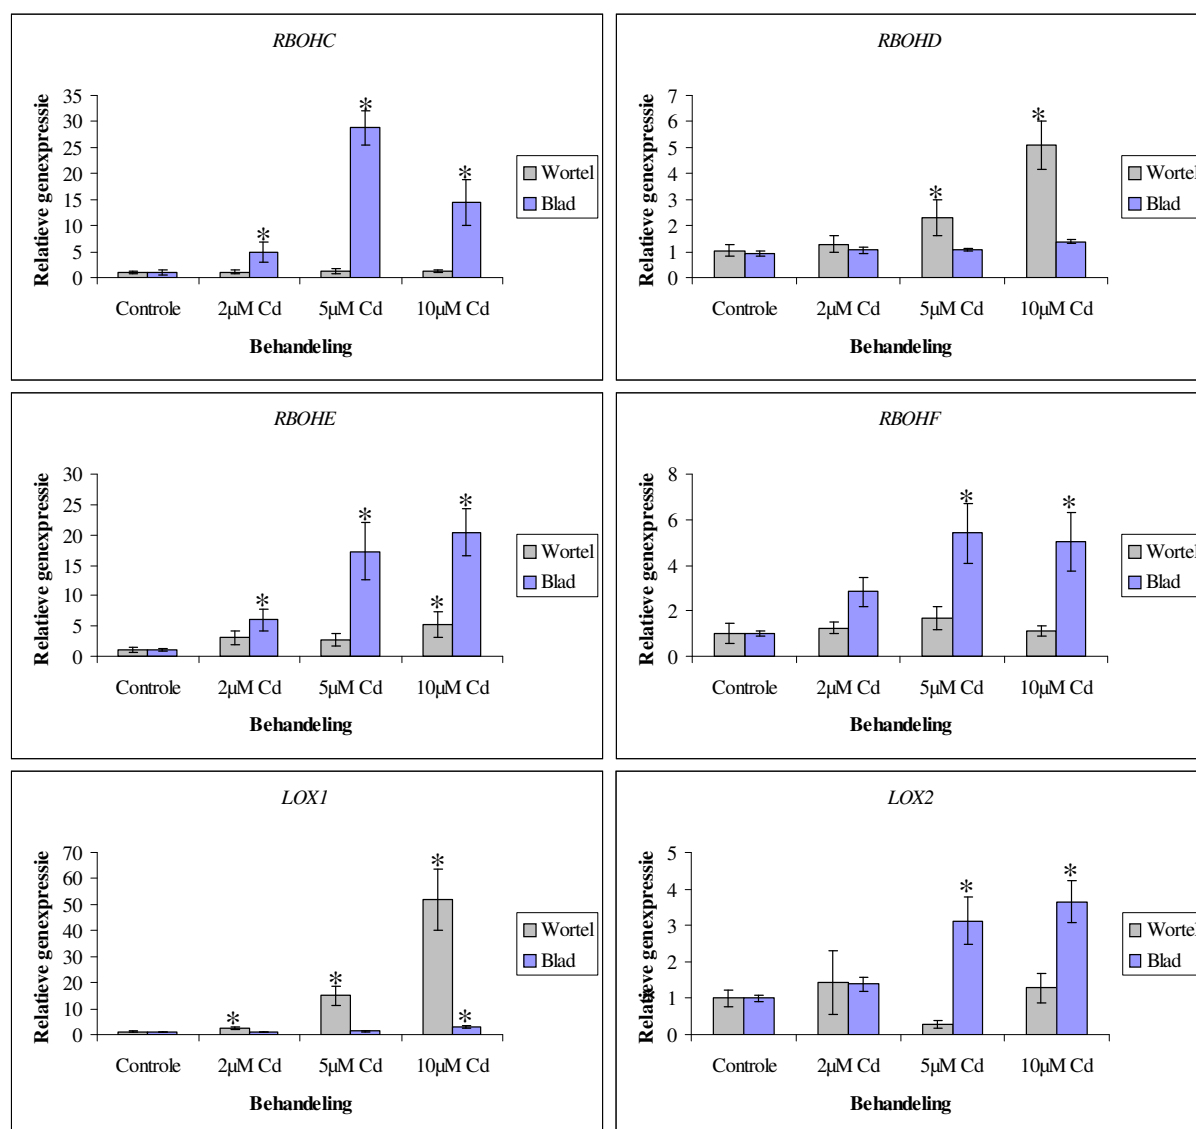 RBOHC
Relatieve genexpressie
35
30
25
20
15
10
5
0
*
*
*
Controle 2µM Cd 5µM Cd 10µM Cd
Behandeling
Wortel
Blad
RBOHD
Relatieve genexpressie
7
6
5
4
3
2
1
0
*
*
Controle 2µM Cd 5µM Cd 10µM Cd
Behandeling
Wortel
Blad
RBOHE
Relatieve genexpressie
30
25
20
15
10
5
0
*
*
*
*
Controle 2µM Cd 5µM Cd 10µM Cd
Behandeling
Wortel
Blad
RBOHF
Relatieve genexpressie
8
6
4
2
0
*
*
Controle 2µM Cd 5µM Cd 10µM Cd
Behandeling
Wortel
Blad
LOX1
Relatieve genexpressie
70
60
50
40
30
20
10
0
*
*
*
*
Controle 2µM Cd 5µM Cd 10µM Cd
Behandeling
Wortel
Blad
LOX2
Relatieve genexpressie
*
5
4
3
2
1
0
*
*
Controle 2µM Cd 5µM Cd 10µM Cd
Behandeling
Wortel
Blad